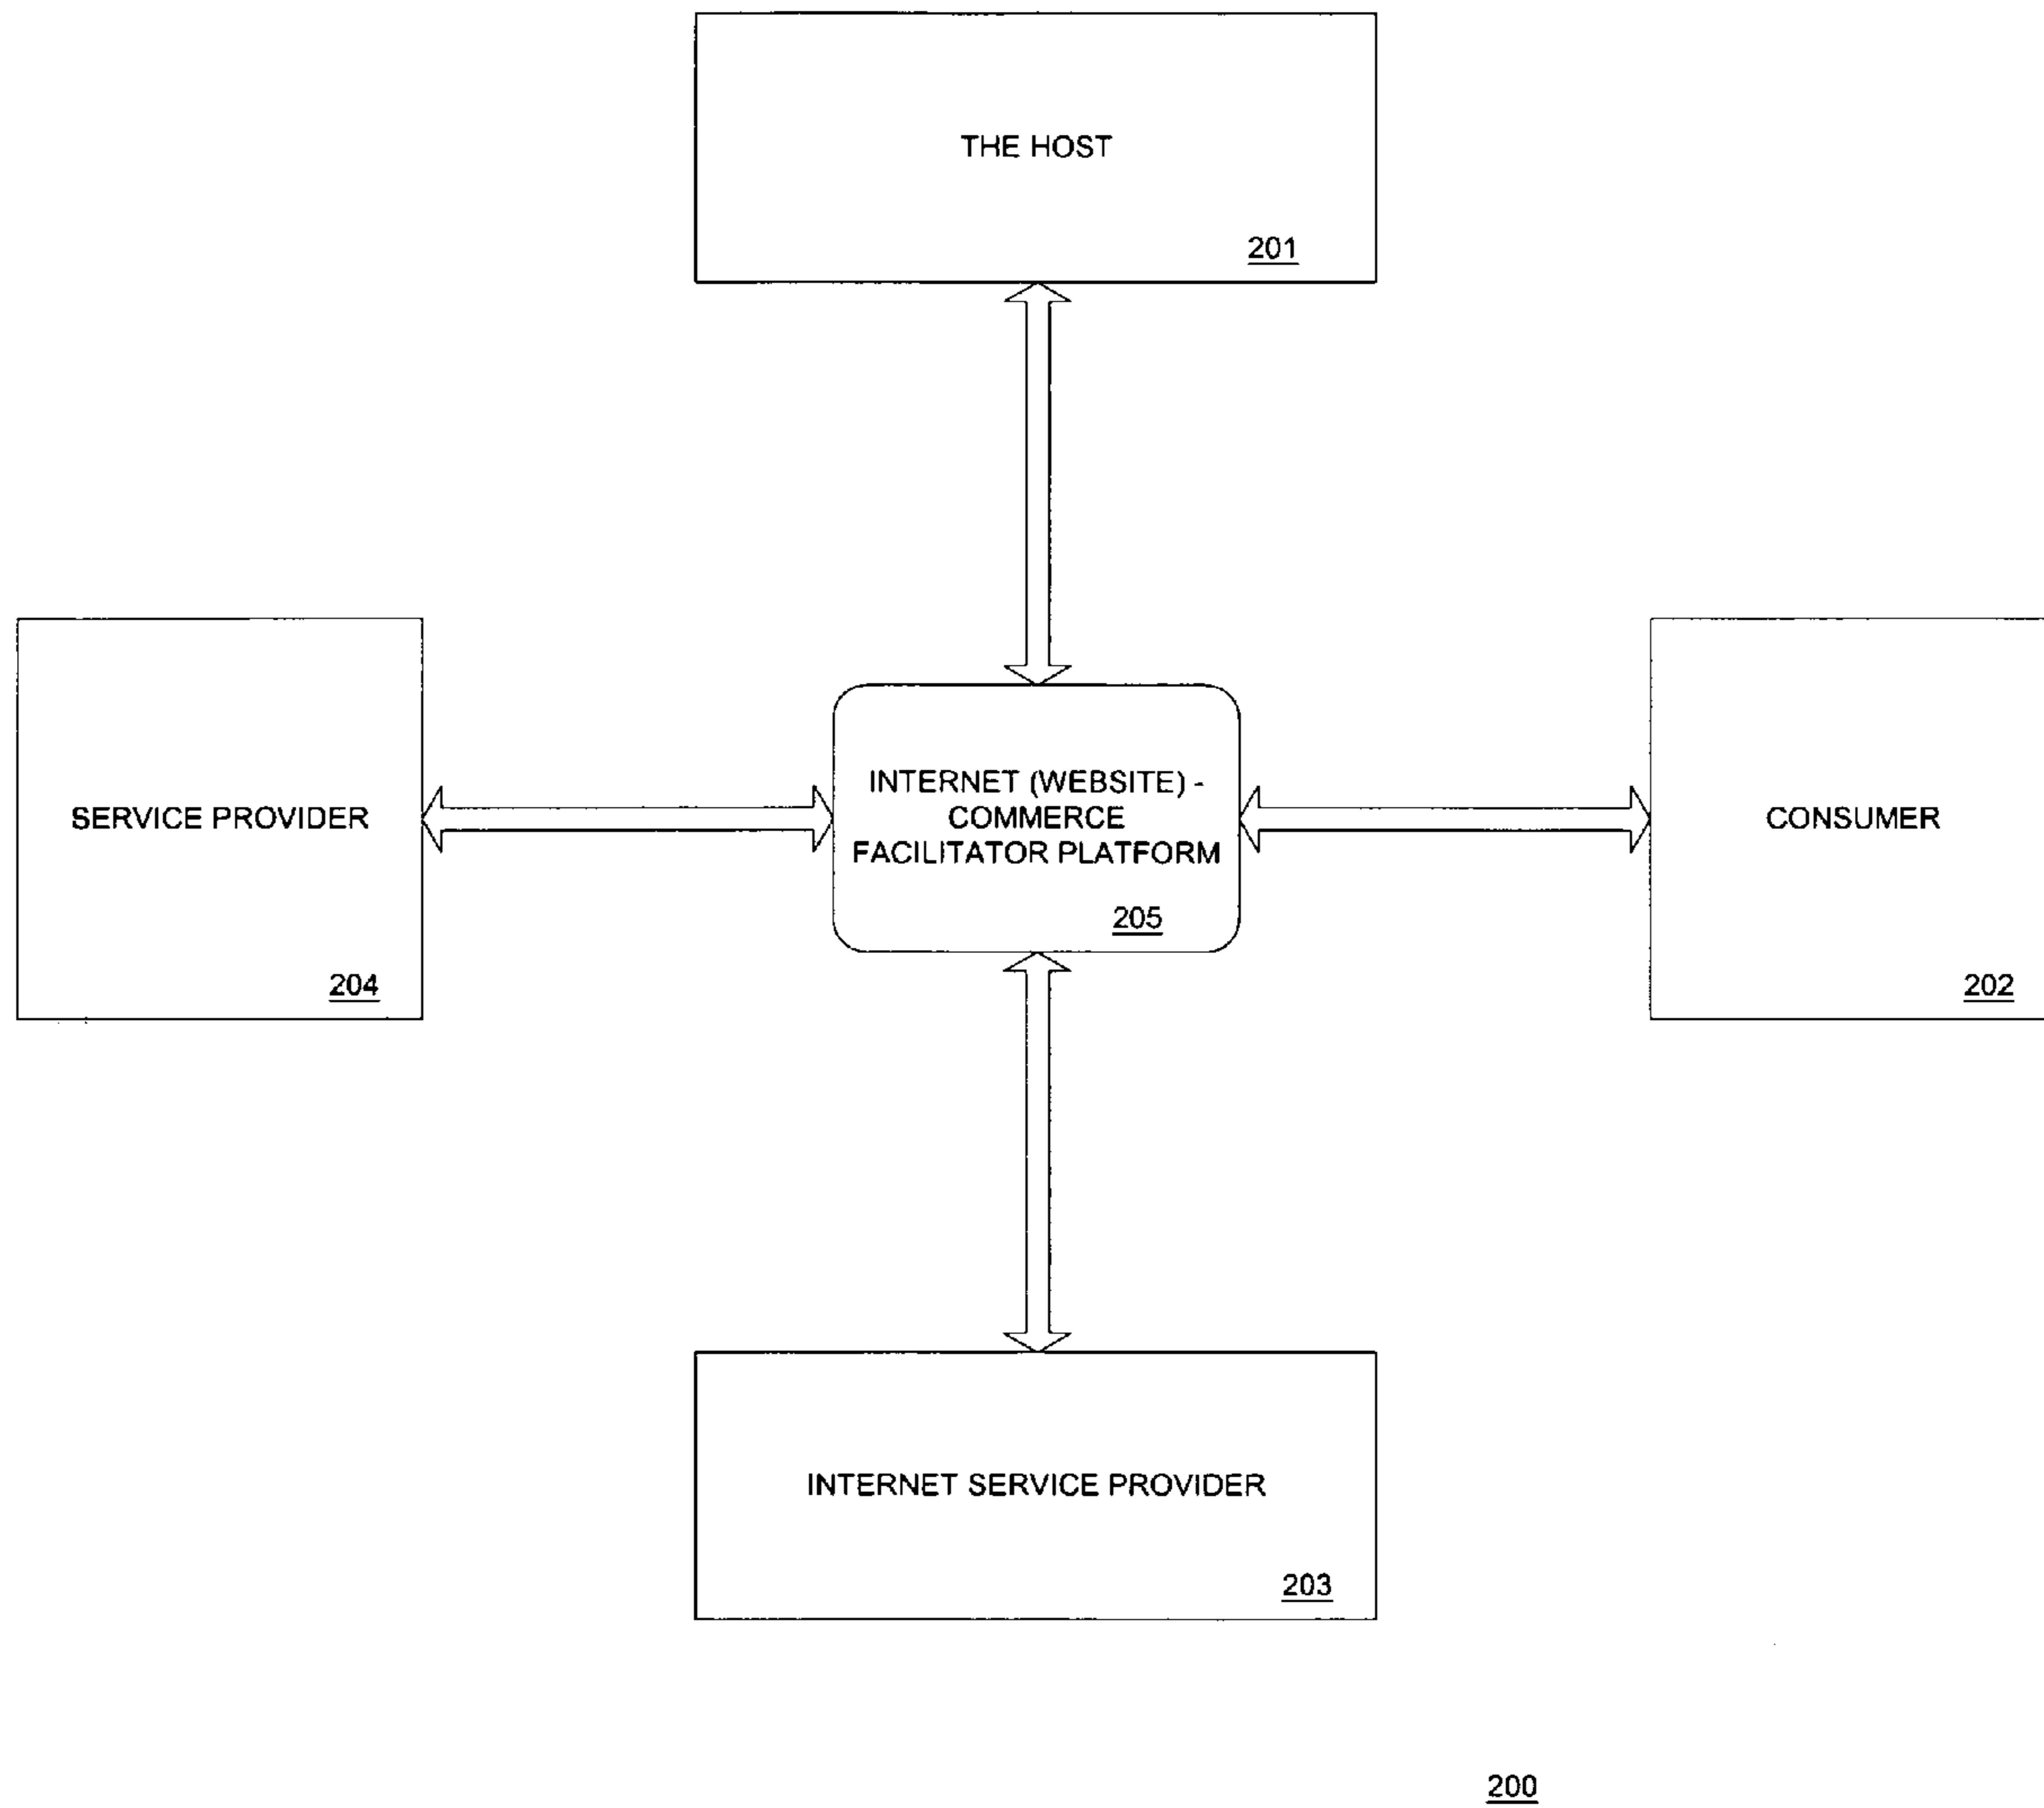 THE HOST
201
SERVICE PROVIDER
204
INTERNET (WEBSITE) -
COMMERCE
FACILITATOR PLATFORM
205
CONSUMER
202
INTERNET SERVICE PROVIDER
203
200